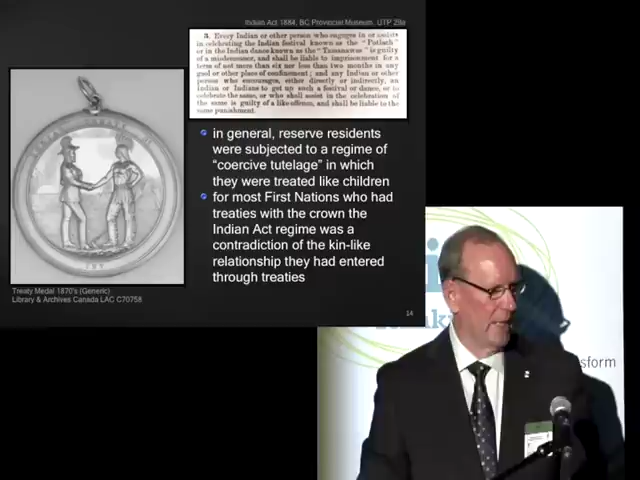 Indian Act 1884, BC Provincial Museum, UTP 29a
3. Every Indian or other person who engages in or assists
in celebrating the Indian festival known as the "Potlach"
or in the Indian dance known as the "Tamanawas" is guilty
of a misdemeanor, and shall be liable to imprisonment for a
term of not more than six nor less than two months in any
gaol or other place of confinement; and any Indian or other
person who encourages, either directly or indirectly, an
Indian or Indians to get up such a festival or dance, or to
celebrate the same, or who shall assist in the celebration of
the same is guilty of a like offence, and shall be liable to the
same punishment.
in general, reserve residents
were subjected to a regime of
"coercive tutelage" in which
they were treated like children
for most First Nations who had
treaties with the crown the
Indian Act regime was a
contradiction of the kin-like
relationship they had entered
through treaties
Treaty Medal 1870's (Generic)
Library & Archives Canada LAC C70758
14
sform